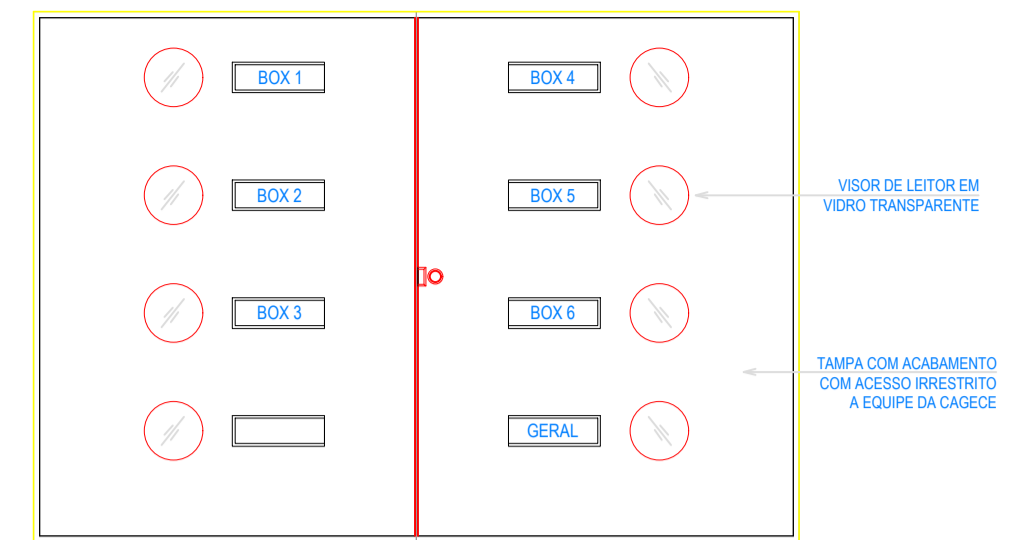 BOX 1
BOX 4
BOX 2
BOX 5
VISOR DE LEITOR EM
VIDRO TRANSPARENTE
BOX 3
BOX 6
TAMPA COM ACABAMENTO
COM ACESSO IRRESTRITO
A EQUIPE DA CAGECE
GERAL